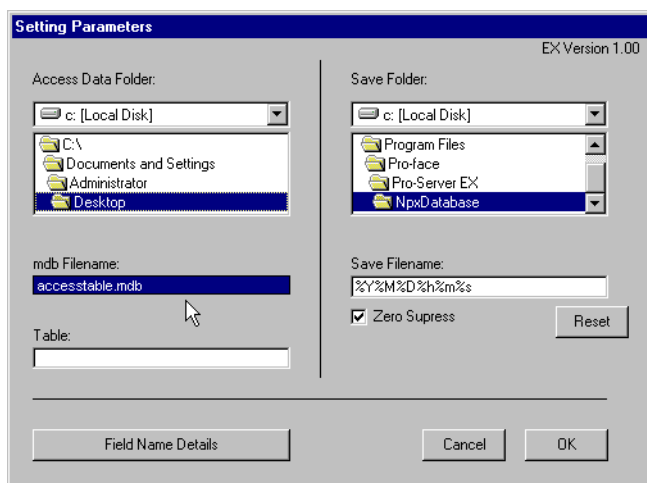 Setting Parameters
EX Version 1.00
Access Data Folder:
c: [Local Disk]
C:\
Documents and Settings
Administrator
Desktop
mdb Filename:
accesstable.mdb
Table:
Save Folder:
c: [Local Disk]
Program Files
Pro-face
Pro-Server EX
NpxDatabase
Save Filename:
%Y%M%D%h%m%s
Zero Supress
Reset
Field Name Details
Cancel
OK